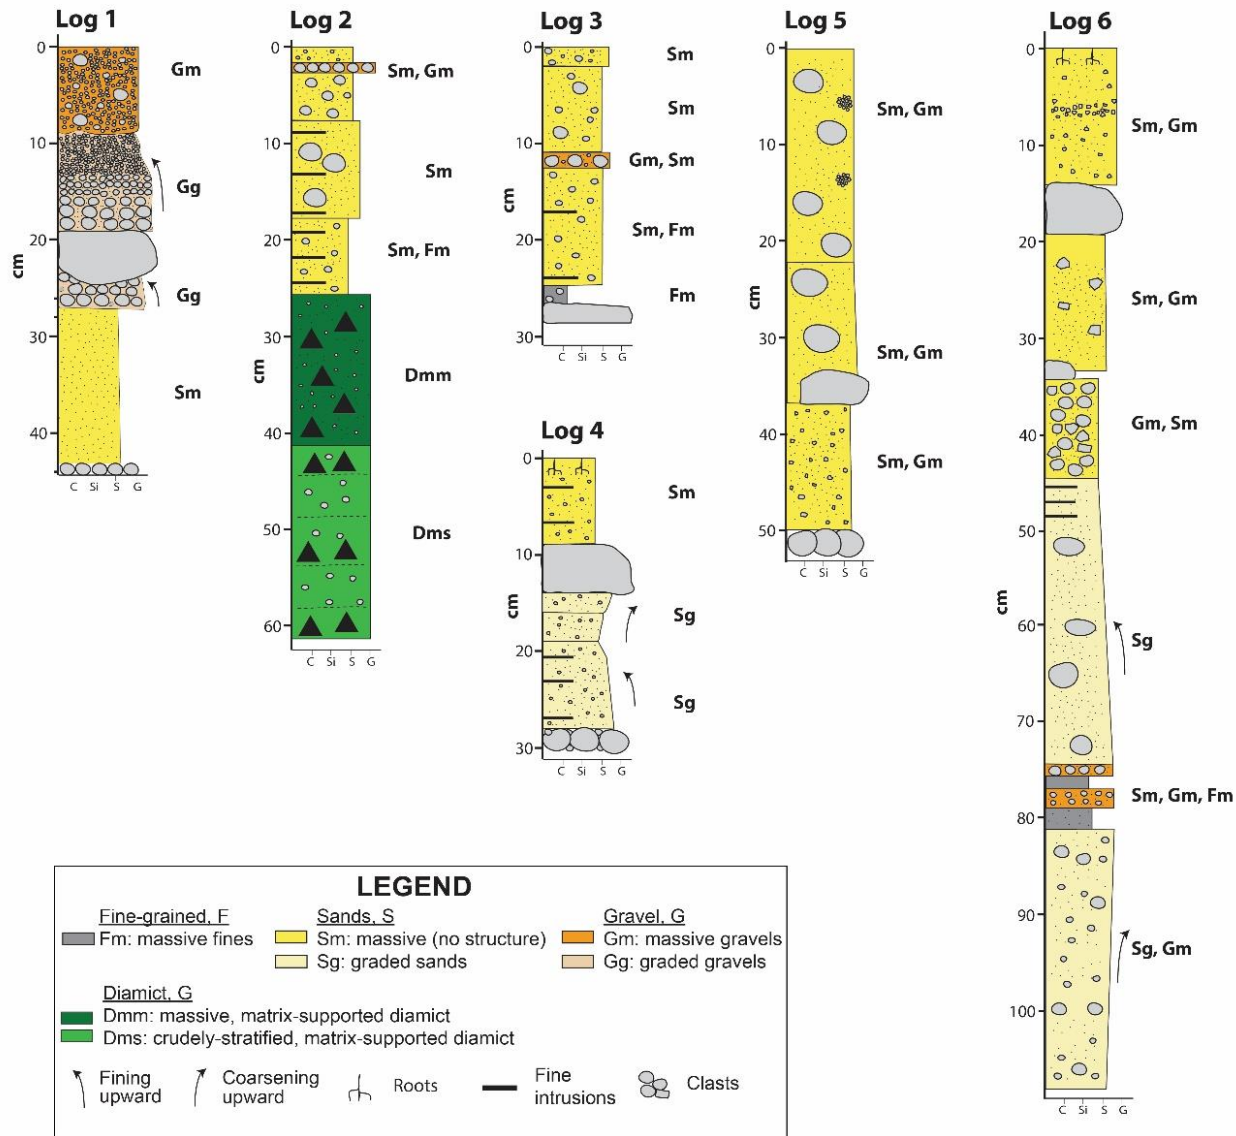 Log 1
0
10
20
30
40
cm
Gm
Gg
Gg
Sm
C Si S G
Log 2
0
10
20
30
40
50
60
cm
Sm, Gm
Sm
Sm, Fm
Dmm
Dms
C Si S G
Log 3
0
10
20
30
cm
Sm
Sm
Gm, Sm
Sm, Fm
Fm
C Si S G
Log 4
0
10
20
30
cm
Sm
Sg
Sg
C Si S G
Log 5
0
10
20
30
40
50
cm
Sm, Gm
Sm, Gm
Sm, Gm
C Si S G
Log 6
0
10
20
30
40
50
60
70
80
90
100
cm
Sm, Gm
Sm, Gm
Gm, Sm
Sg
Sm, Gm, Fm
Sg, Gm
C Si S G
LEGEND
Fine-grained, F
Fm: massive fines
Sands, S
Sm: massive (no structure)
Sg: graded sands
Gravel, G
Gm: massive gravels
Gg: graded gravels
Diamict, G
Dmm: massive, matrix-supported diamict
Dms: crudely-stratified, matrix-supported diamict
Fining
upward
Coarsening
upward
Roots
Fine
intrusions
Clasts